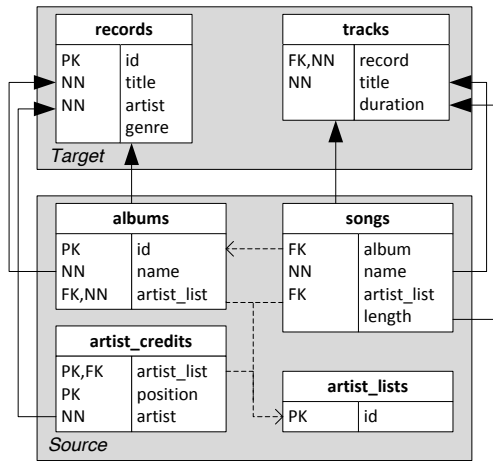 records
PK id
NN title
NN artist
genre
tracks
FK,NN record
NN title
duration
Target
albums
PK id
NN name
FK,NN artist_list
songs
FK album
NN name
FK artist_list
length
artist_credits
PK,FK artist_list
PK position
NN artist
artist_lists
PK id
Source